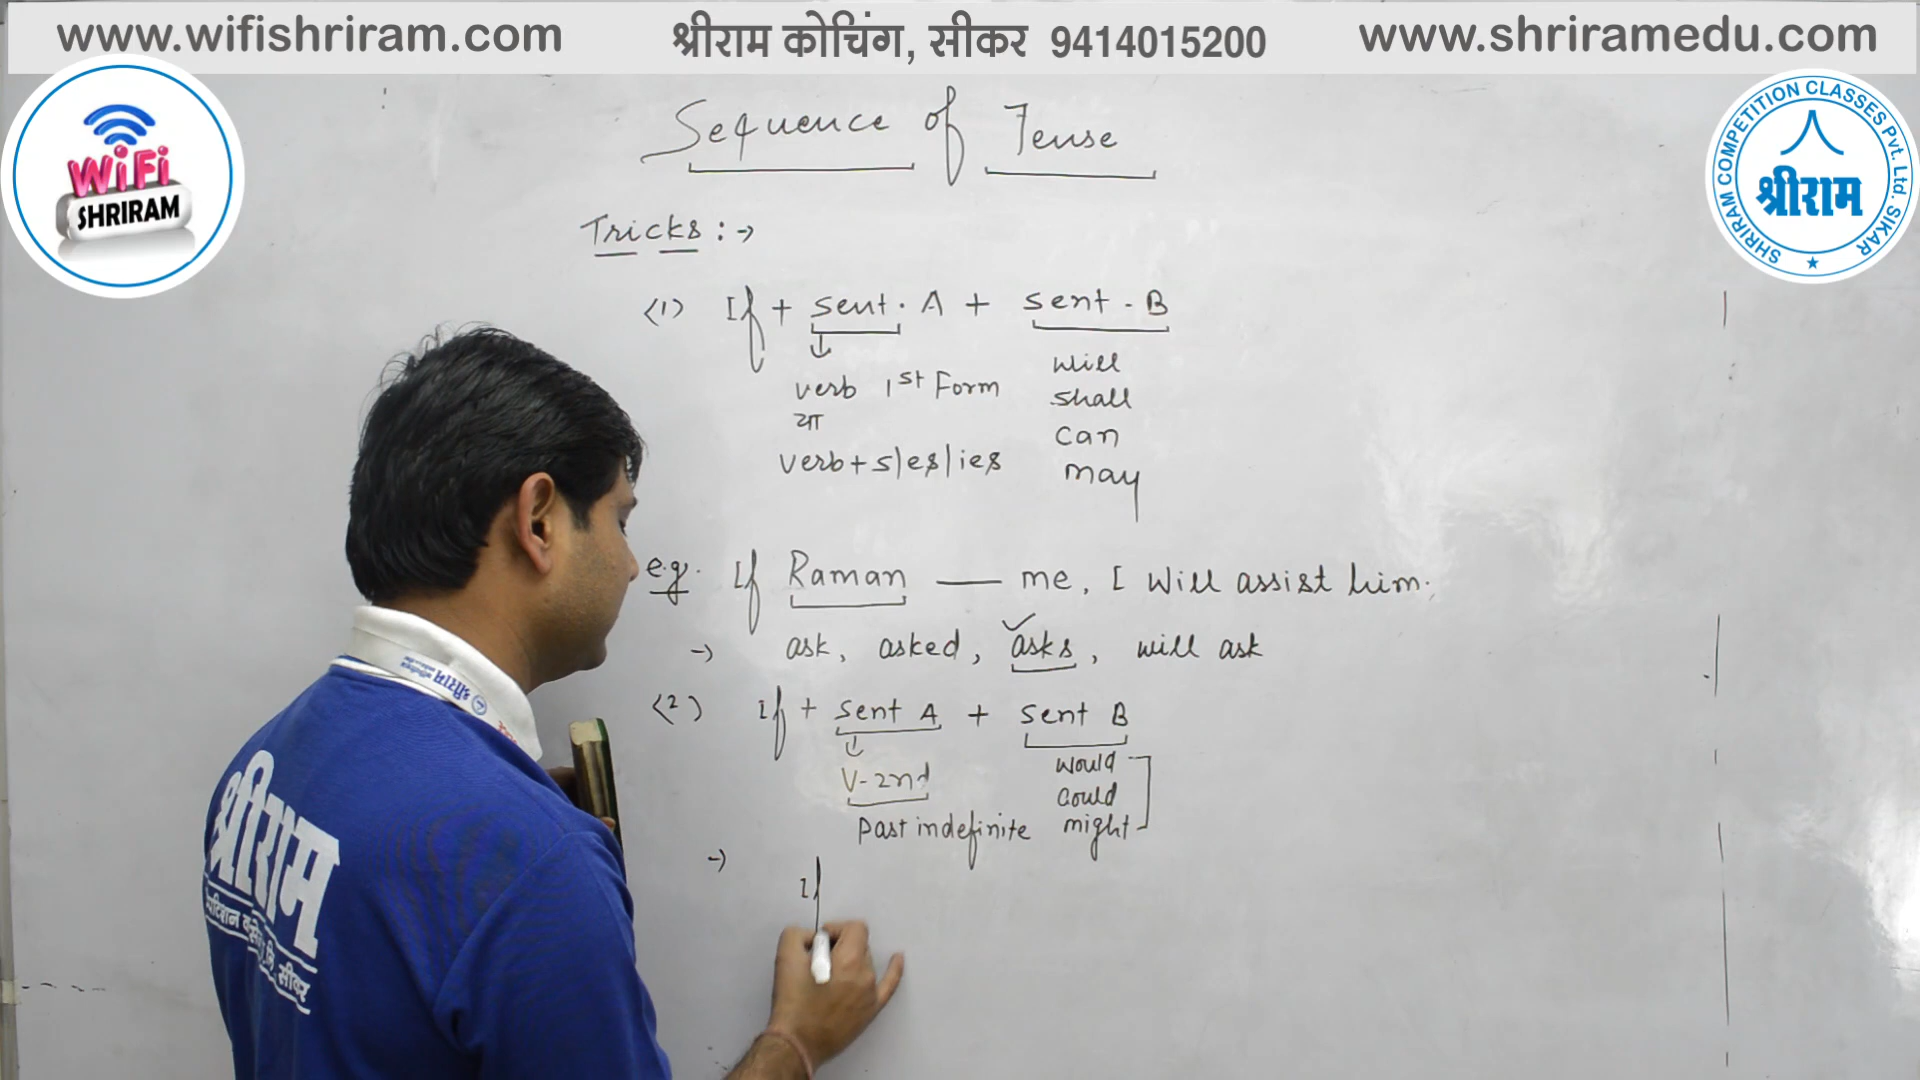 www.wifishriram.com श्रीराम कोचिंग, सीकर 9414015200 www.shriramedu.com
WiFi
SHRIRAM
SHRIRAM COMPETITION CLASSES Pvt. Ltd. SIKAR
श्रीराम
Sequence of Tense
Tricks :->
(1) If + sent. A + sent - B
verb 1st Form
या
verb + s/es/ies
will
shall
can
may
e.g. If Raman —— me, I will assist him.
-> ask, asked, asks, will ask
(2) If + sent A + sent B
V-2nd
Past indefinite
would
could
might
-> If
श्रीराम
श्रीराम